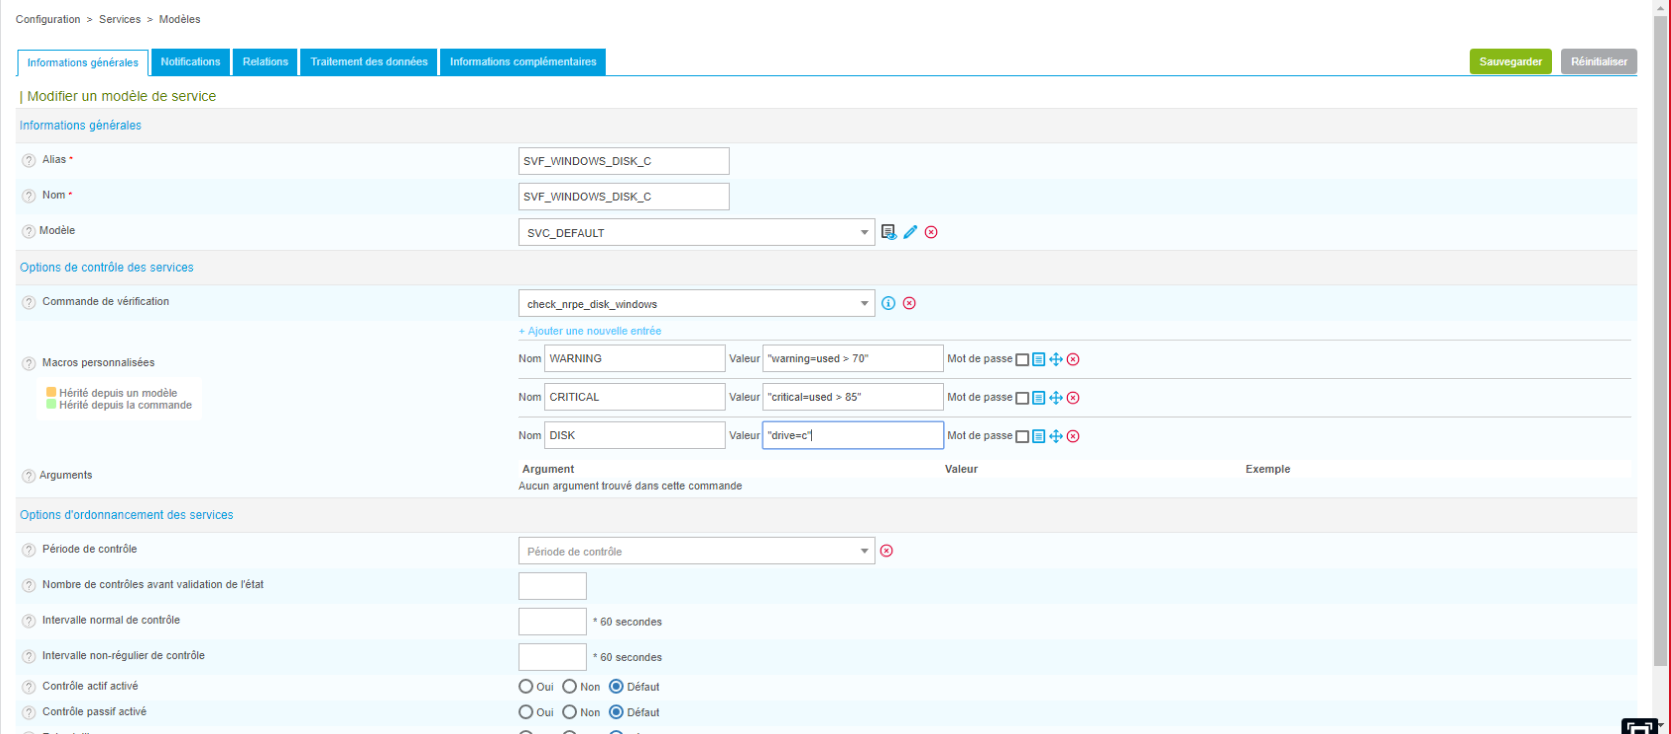 Configuration > Services > Modèles
Informations générales Notifications Relations Traitement des données Informations complémentaires Sauvegarder Réinitialiser
| Modifier un modèle de service
Informations générales
? Alias * SVF_WINDOWS_DISK_C
? Nom * SVF_WINDOWS_DISK_C
? Modèle SVC_DEFAULT
Options de contrôle des services
? Commande de vérification check_nrpe_disk_windows
+ Ajouter une nouvelle entrée
? Macros personnalisées Nom WARNING Valeur "warning=used > 70" Mot de passe
Hérité depuis un modèle
Hérité depuis la commande
Nom CRITICAL Valeur "critical=used > 85" Mot de passe
Nom DISK Valeur "drive=c" Mot de passe
? Arguments Argument Valeur Exemple
Aucun argument trouvé dans cette commande
Options d'ordonnancement des services
? Période de contrôle Période de contrôle
? Nombre de contrôles avant validation de l'état
? Intervalle normal de contrôle * 60 secondes
? Intervalle non-régulier de contrôle * 60 secondes
? Contrôle actif activé Oui Non Défaut
? Contrôle passif activé Oui Non Défaut